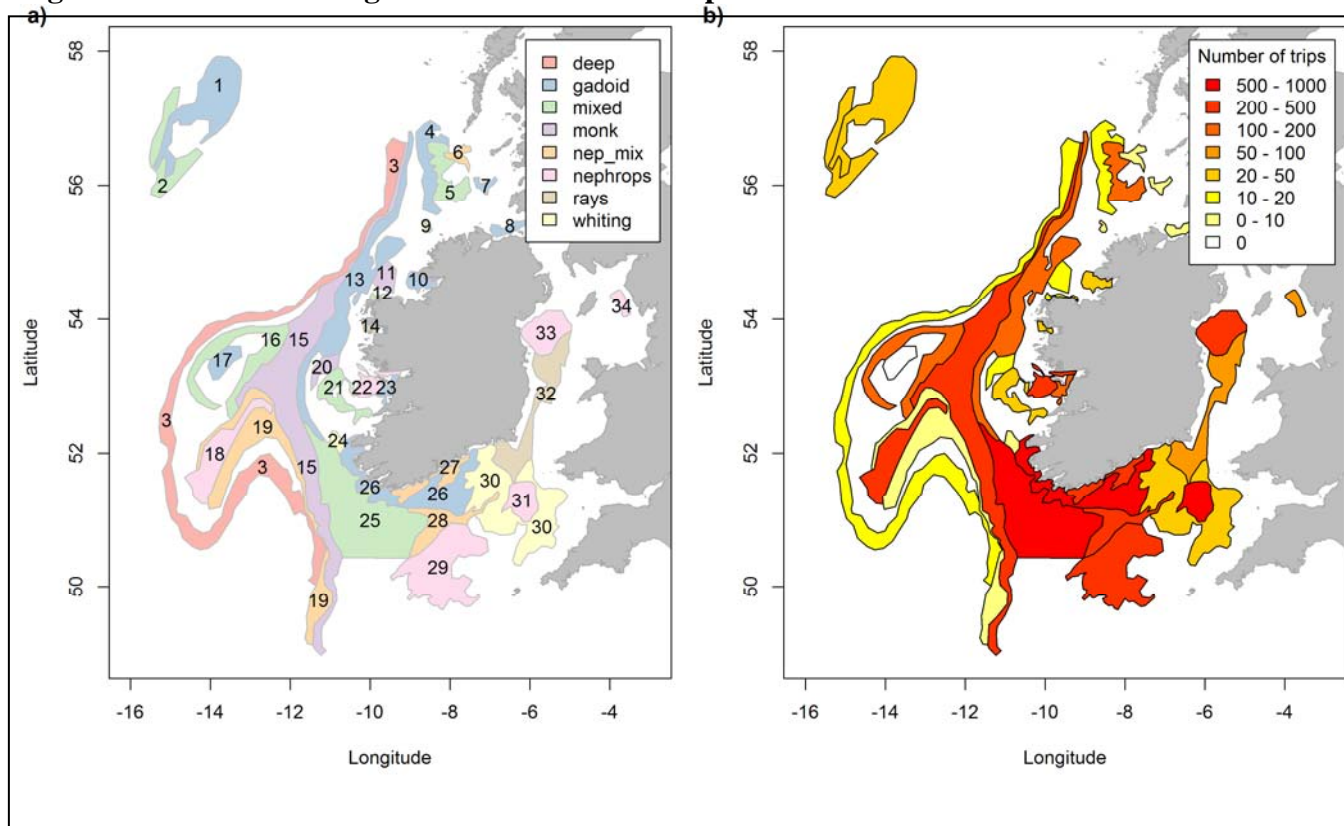 a)
58
56
54
52
50
Latitude
-16 -14 -12 -10 -8 -6 -4
Longitude
deep
gadoid
mixed
monk
nep_mix
nephrops
rays
whiting
1
2
3
4
6
5
7
9
8
11
13
10
12
14
16
15
17
20
21
22
23
34
33
32
3
19
18
3
15
24
27
26
26
30
31
25
28
30
29
19
b)
58
56
54
52
50
Latitude
-16 -14 -12 -10 -8 -6 -4
Longitude
Number of trips
500 - 1000
200 - 500
100 - 200
50 - 100
20 - 50
10 - 20
0 - 10
0